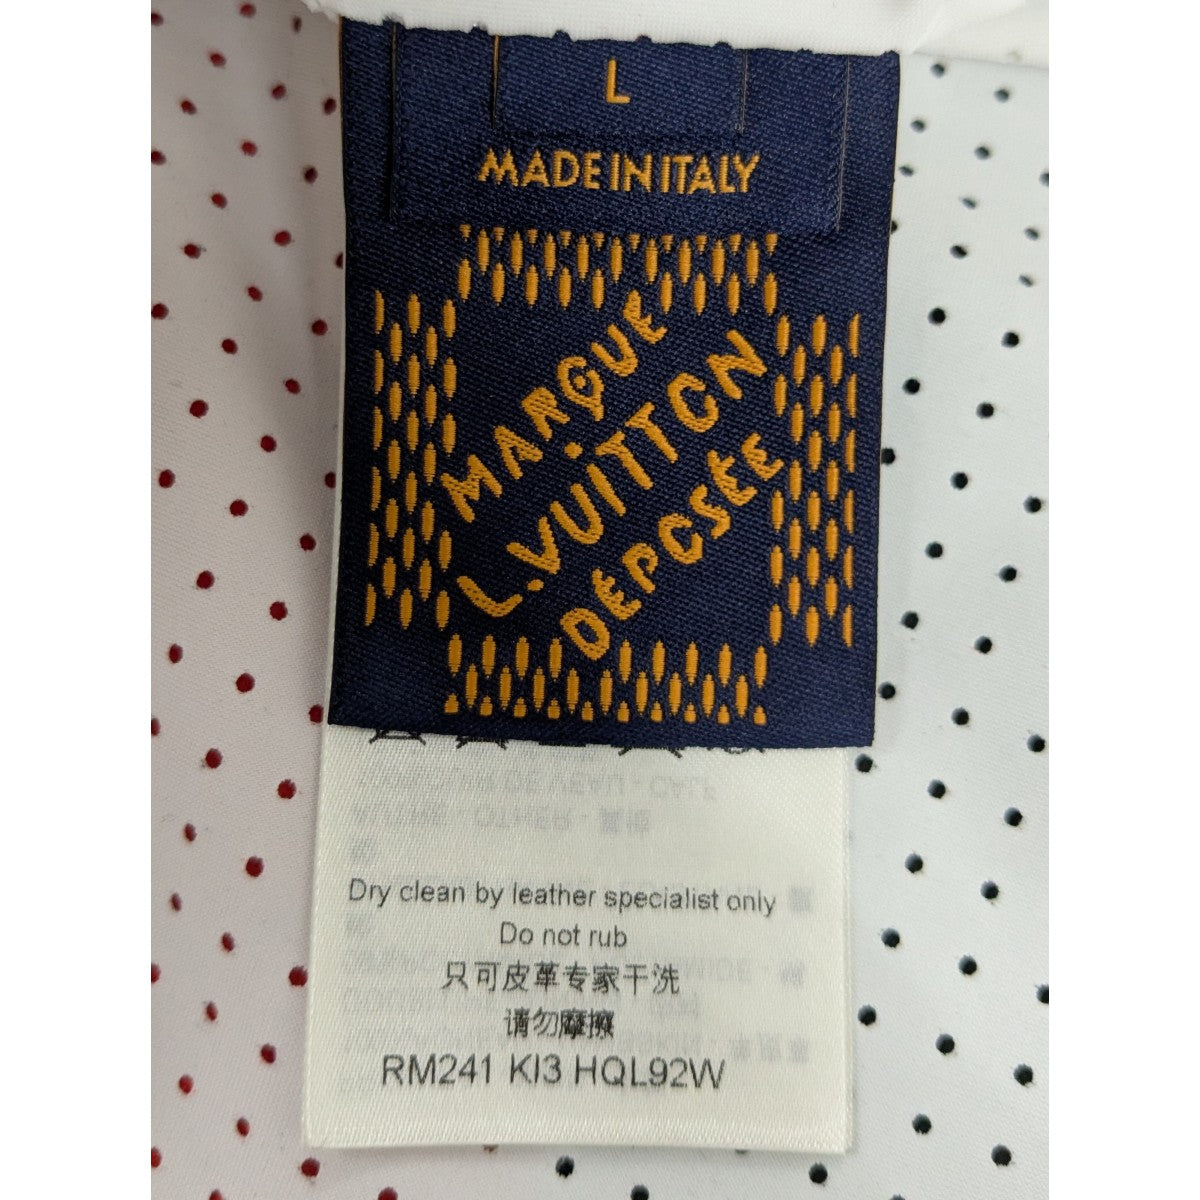 L
MADE IN ITALY
MARQUE
L.VUITTON
DÉPOSÉE
Dry clean by leather specialist only
Do not rub
只可皮革专家干洗
请勿摩擦
RM241 KI3 HQL92W